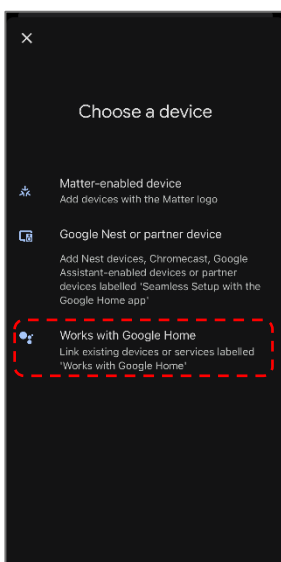 Choose a device
Matter-enabled device
Add devices with the Matter logo
Google Nest or partner device
Add Nest devices, Chromecast, Google
Assistant-enabled devices or partner
devices labelled 'Seamless Setup with the
Google Home app'
Works with Google Home
Link existing devices or services labelled
'Works with Google Home'